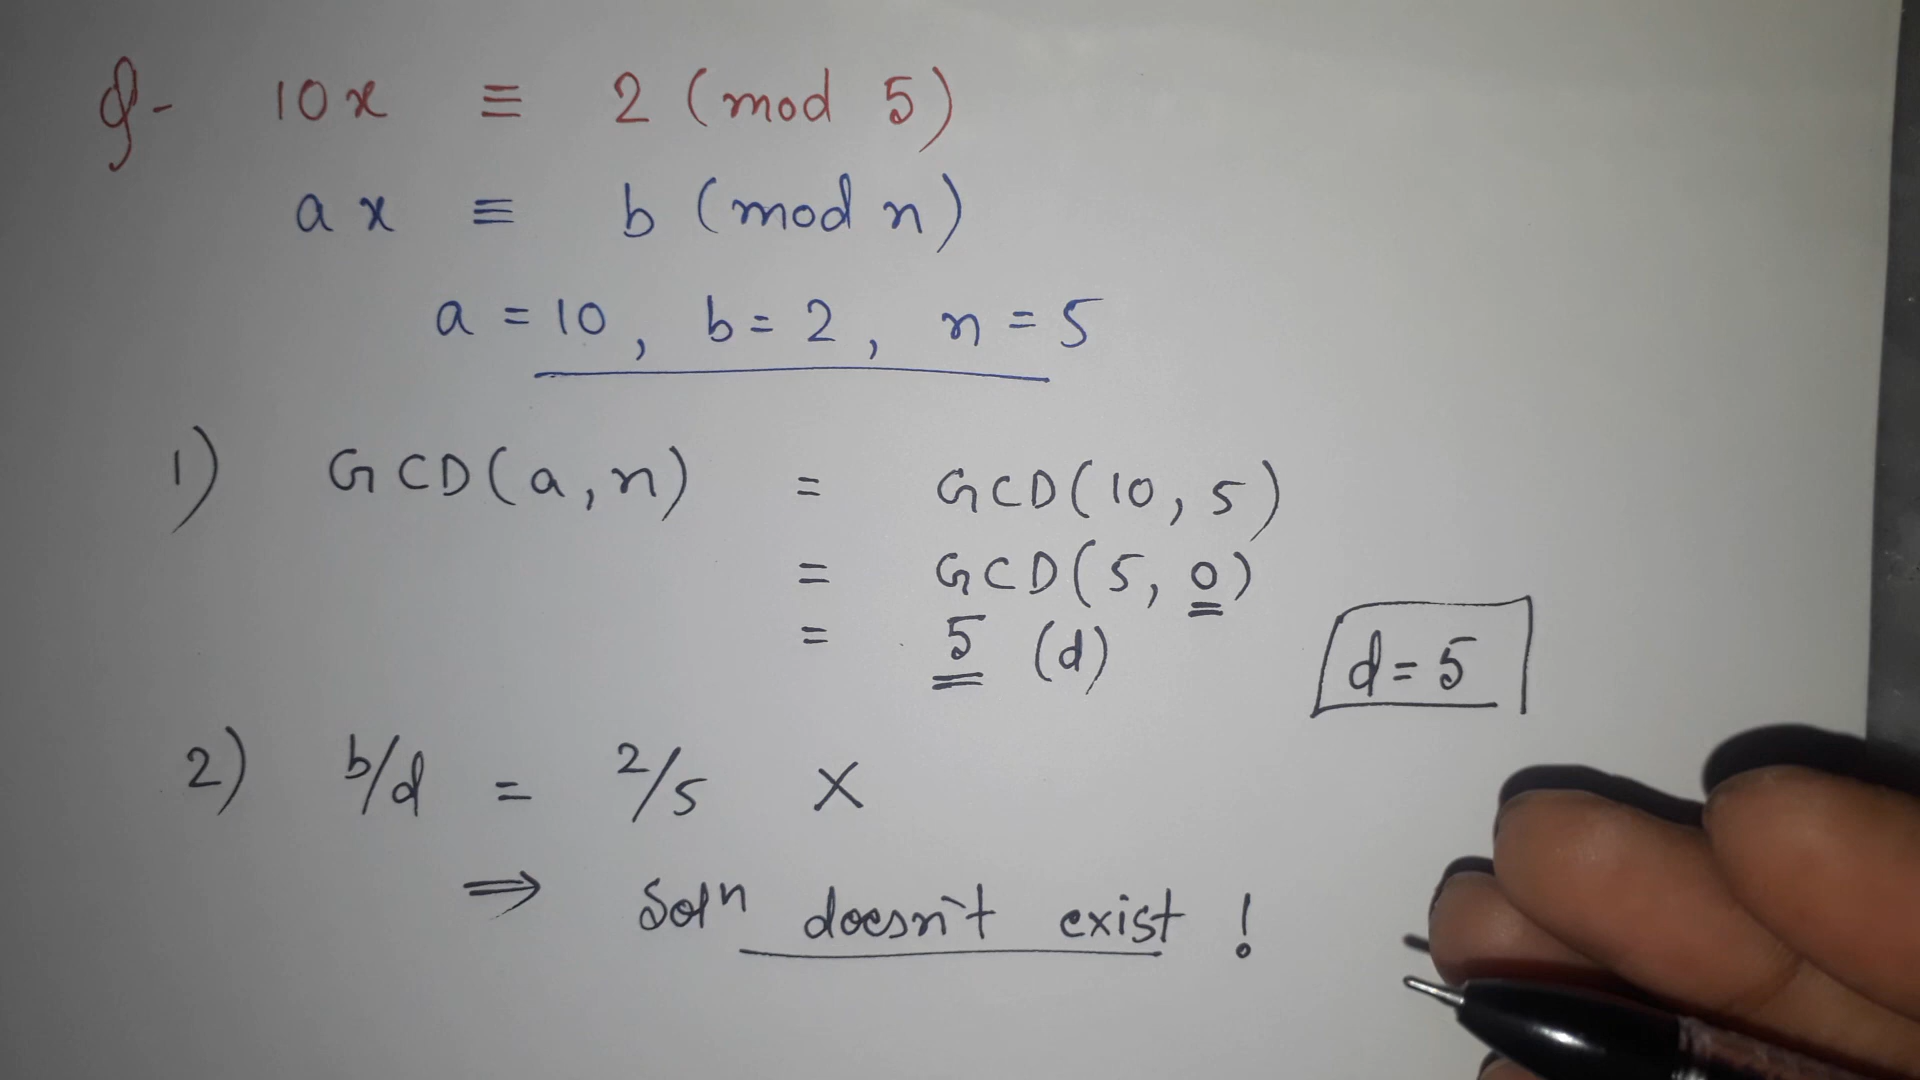 Q- 10x ≡ 2 (mod 5)
ax ≡ b (mod n)
a = 10, b = 2, n = 5
1) GCD(a, n) = GCD(10, 5)
= GCD(5, 0)
= 5 (d)
d = 5
2) b/d = 2/5 X
⇒ Solⁿ doesn't exist !